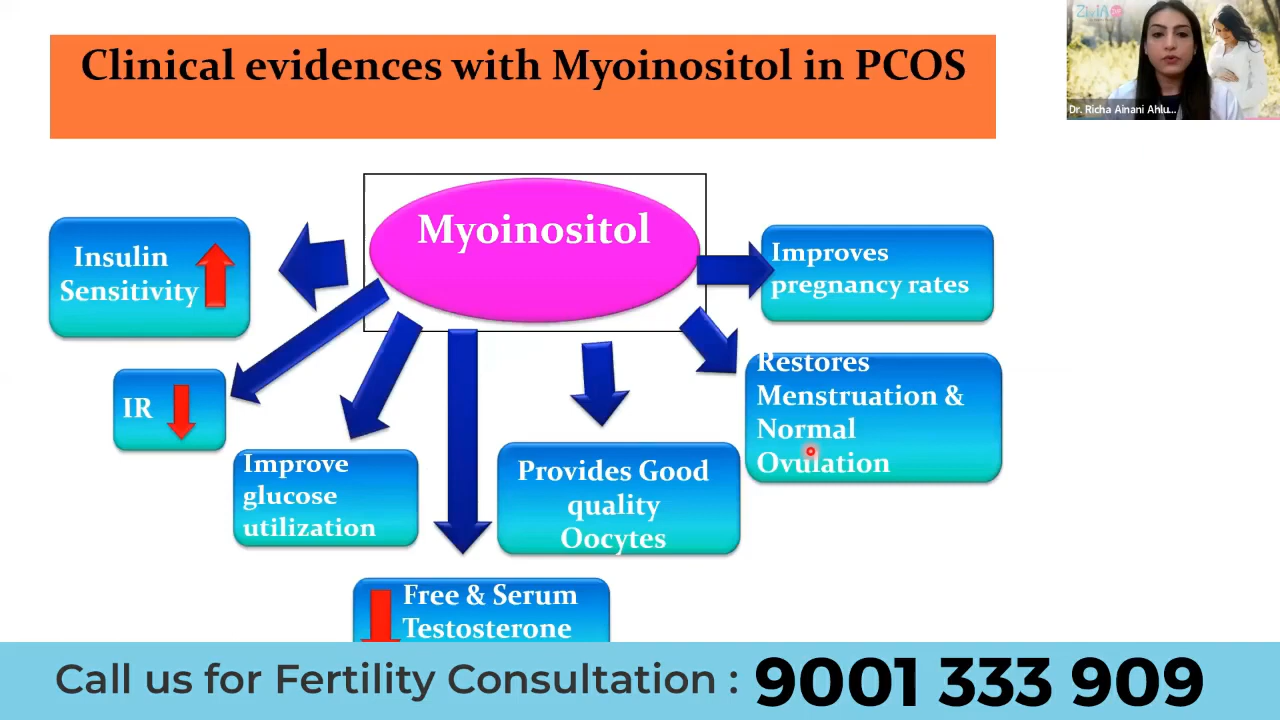 Clinical evidences with Myoinositol in PCOS
Dr. Richa Ainani Ahlu...
Myoinositol
Insulin
Sensitivity
Improves
pregnancy rates
IR
Restores
Menstruation &
Normal
Ovulation
Improve
glucose
utilization
Provides Good
quality
Oocytes
Free & Serum
Testosterone
Call us for Fertility Consultation : 9001 333 909